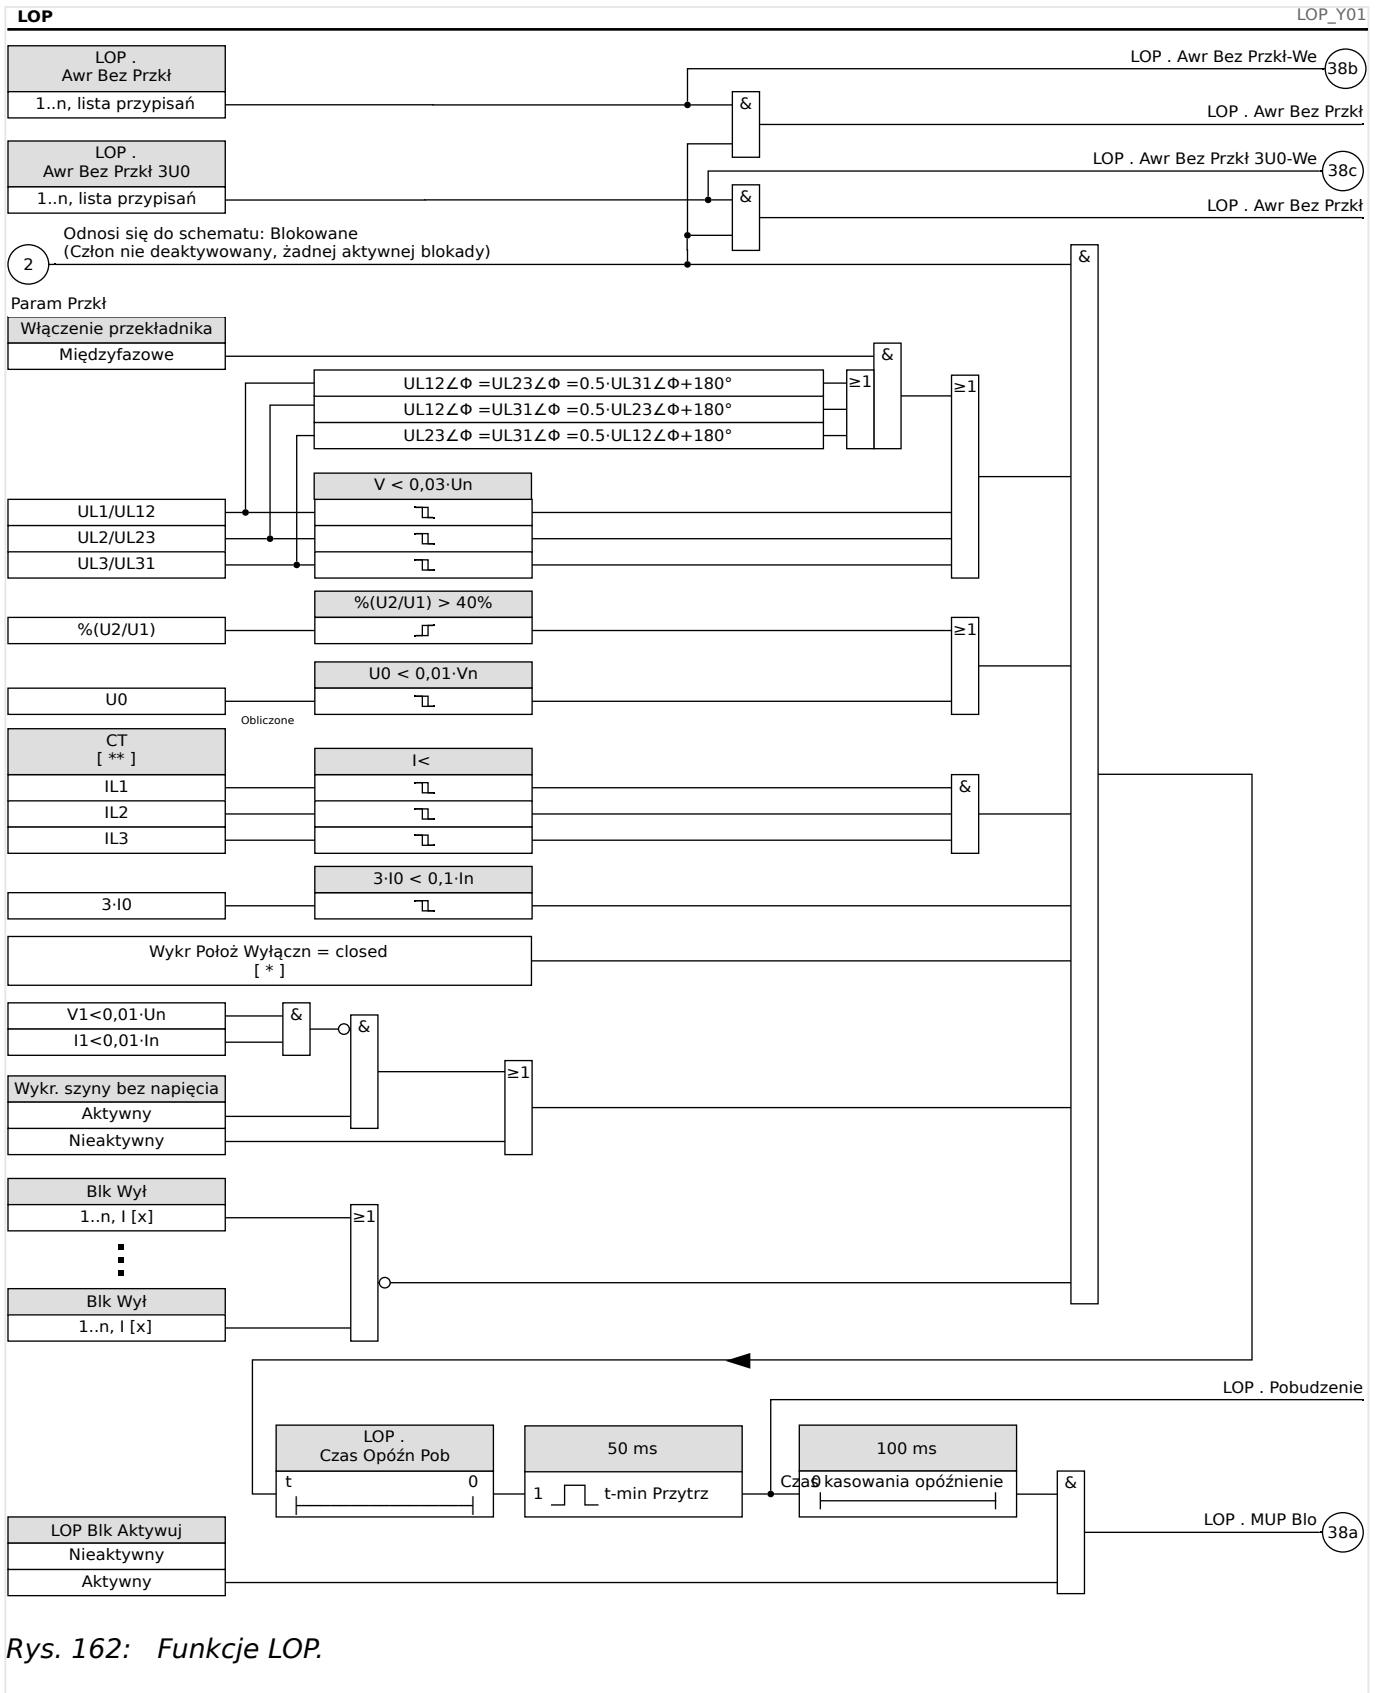 LOP
LOP_Y01
LOP .
Awr Bez Przkł
1..n, lista przypisań
LOP . Awr Bez Przkł-We
38b
&
LOP . Awr Bez Przkł
LOP .
Awr Bez Przkł 3U0
1..n, lista przypisań
LOP . Awr Bez Przkł 3U0-We
38c
&
LOP . Awr Bez Przkł
Odnosi się do schematu: Blokowane
(Człon nie deaktywowany, żadnej aktywnej blokady)
2
&
Param Przkł
Włączenie przekładnika
Międzyfazowe
&
UL12∠Φ =UL23∠Φ =0.5·UL31∠Φ+180°
≥1
≥1
UL12∠Φ =UL31∠Φ =0.5·UL23∠Φ+180°
UL23∠Φ =UL31∠Φ =0.5·UL12∠Φ+180°
V < 0,03·Un
UL1/UL12
UL2/UL23
UL3/UL31
%(U2/U1) > 40%
%(U2/U1)
≥1
U0 < 0,01·Vn
U0
Obliczone
CT
[ ** ]
I<
IL1
&
IL2
IL3
3·I0 < 0,1·In
3·I0
Wykr Położ Wyłączn = closed
[ * ]
V1<0,01·Un
&
&
I1<0,01·In
≥1
Wykr. szyny bez napięcia
Aktywny
Nieaktywny
Blk Wył
1..n, I [x]
≥1
Blk Wył
1..n, I [x]
LOP . Pobudzenie
LOP .
Czas Opóźn Pob
t
0
50 ms
1
t-min Przytrz
100 ms
0
Czas kasowania opóźnienie
&
LOP . MUP Blo
38a
LOP Blk Aktywuj
Nieaktywny
Aktywny
Rys. 162: Funkcje LOP.